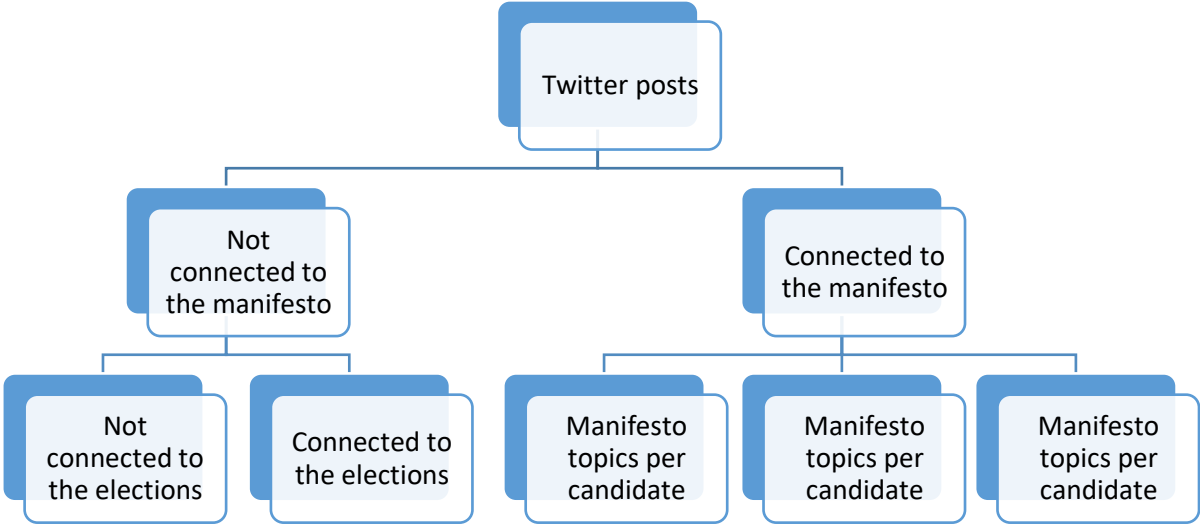 Twitter posts
Not
connected to
the manifesto
Connected to
the manifesto
Not
connected to
the elections
Connected to
the elections
Manifesto
topics per
candidate
Manifesto
topics per
candidate
Manifesto
topics per
candidate